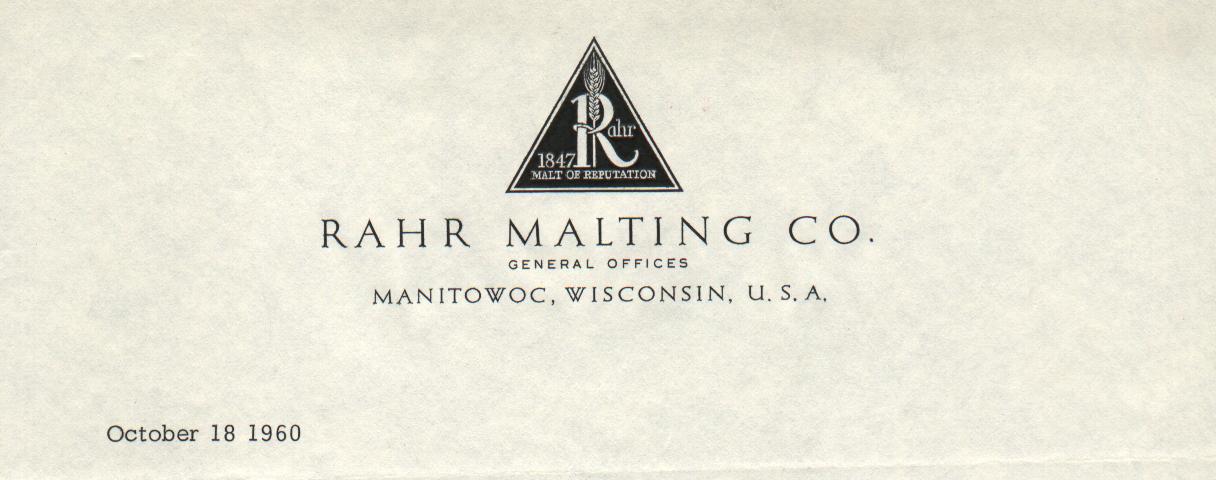 Rahr
1847
MALT OF REPUTATION
RAHR MALTING CO.
GENERAL OFFICES
MANITOWOC, WISCONSIN, U. S. A.
October 18 1960